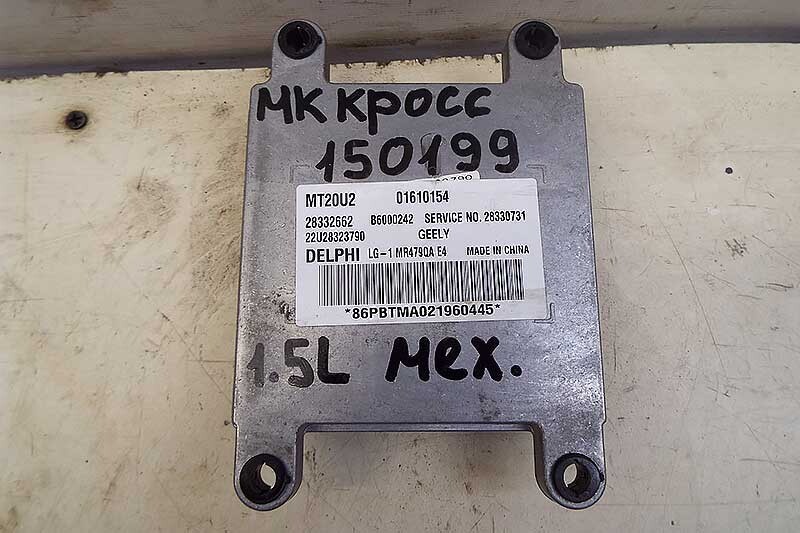 МК КРОСС
150199
MT20U2 01610154
28332662 B6000242 SERVICE NO. 28330731
22U28323790 GEELY
DELPHI LG-1 MR479QA E4 MADE IN CHINA
*86PBTMA021960445*
1.5L мех.